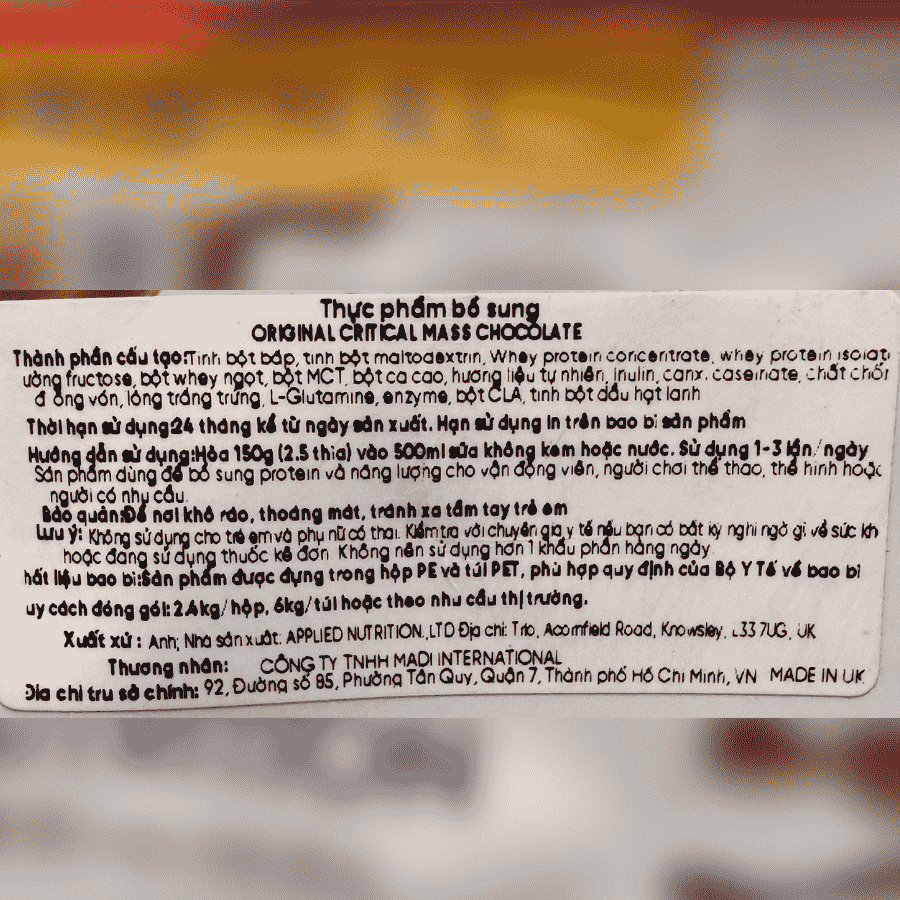 Thực phẩm bổ sung
ORIGINAL CRITICAL MASS CHOCOLATE
Thành phần cấu tạo:Tinh bột bắp, tinh bột maltodextrin, Whey protein concentrate, whey protein isolat
ường fructose, bột whey ngọt, bột MCT, bột ca cao, hương liệu tự nhiên, Inulin, canxi caseinate, chất chốn
đông vón, lòng trắng trứng, L-Glutamine, enzyme, bột CLA, tinh bột dầu hạt lanh
Thời hạn sử dụng:24 tháng kể từ ngày sản xuất. Hạn sử dụng in trên bao bì sản phẩm
Hướng dẫn sử dụng:Hòa 150g (2.5 thìa) vào 500ml sữa không kem hoặc nước. Sử dụng 1-3 lần/ ngày
Sản phẩm dùng để bổ sung protein và năng lượng cho vận động viên, người chơi thể thao, thể hình hoặc
người có nhu cầu.
Bảo quản:Để nơi khô ráo, thoáng mát, tránh xa tầm tay trẻ em
Lưu ý: Không sử dụng cho trẻ em và phụ nữ có thai. Kiểm tra với chuyên gia y tế nếu bạn có bất kỳ nghi ngờ gì về sức kh
hoặc đang sử dụng thuốc kê đơn. Không nên sử dụng hơn 1 khẩu phần hàng ngày
hất liệu bao bì:Sản phẩm được đựng trong hộp PE và túi PET, phù hợp quy định của Bộ Y Tế về bao bì
uy cách đóng gói: 2.4kg/ hộp, 6kg/ túi hoặc theo nhu cầu thị trường.
Xuất xứ : Anh; Nhà sản xuất: APPLIED NUTRITION.,LTD Địa chỉ: Trio, Acornfield Road, Knowsley, L33 7UG, UK
Thương nhân: CÔNG TY TNHH MADI INTERNATIONAL
Địa chỉ trụ sở chính: 92, Đường số 85, Phường Tân Quy, Quận 7, Thành phố Hồ Chí Minh, VN MADE IN UK